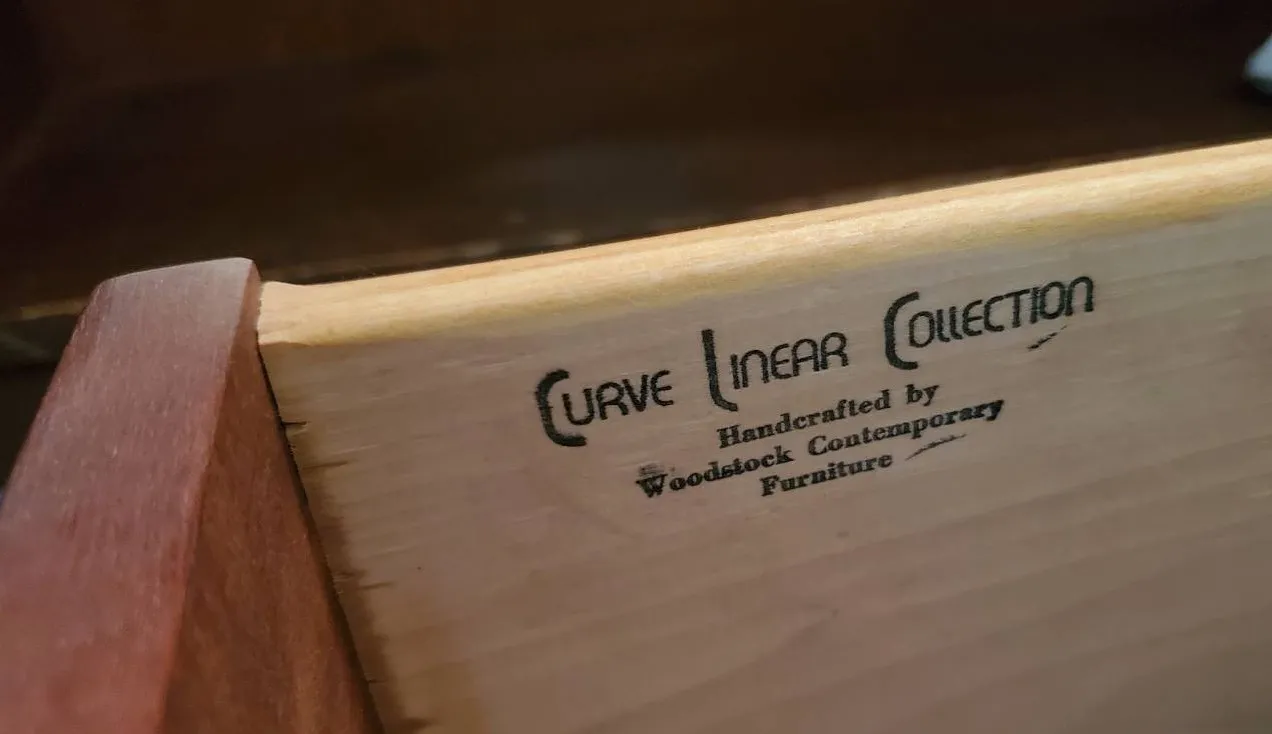 CURVE LINEAR COLLECTION
Handcrafted by
Woodstock Contemporary
Furniture